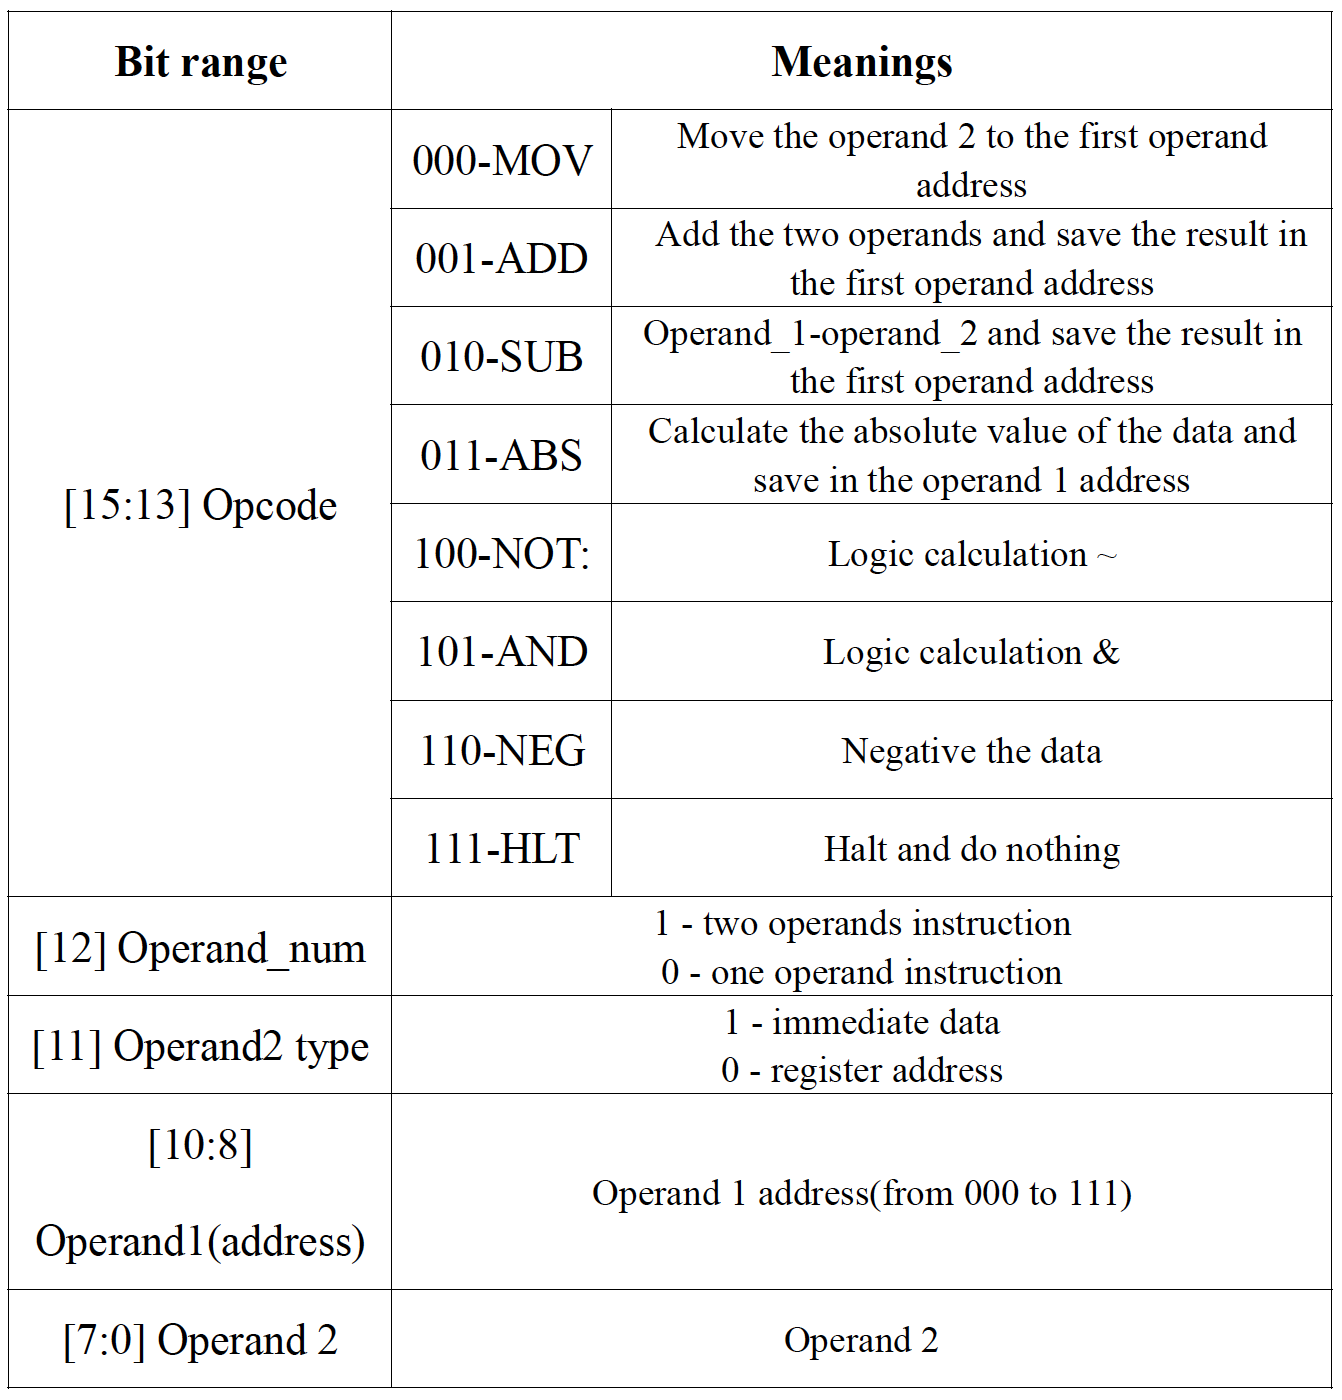 Bit range
Meanings
[15:13] Opcode
000-MOV
Move the operand 2 to the first operand
address
001-ADD
Add the two operands and save the result in
the first operand address
010-SUB
Operand_1-operand_2 and save the result in
the first operand address
011-ABS
Calculate the absolute value of the data and
save in the operand 1 address
100-NOT:
Logic calculation ~
101-AND
Logic calculation &
110-NEG
Negative the data
111-HLT
Halt and do nothing
[12] Operand_num
1 - two operands instruction
0 - one operand instruction
[11] Operand2 type
1 - immediate data
0 - register address
[10:8]
Operand1(address)
Operand 1 address(from 000 to 111)
[7:0] Operand 2
Operand 2